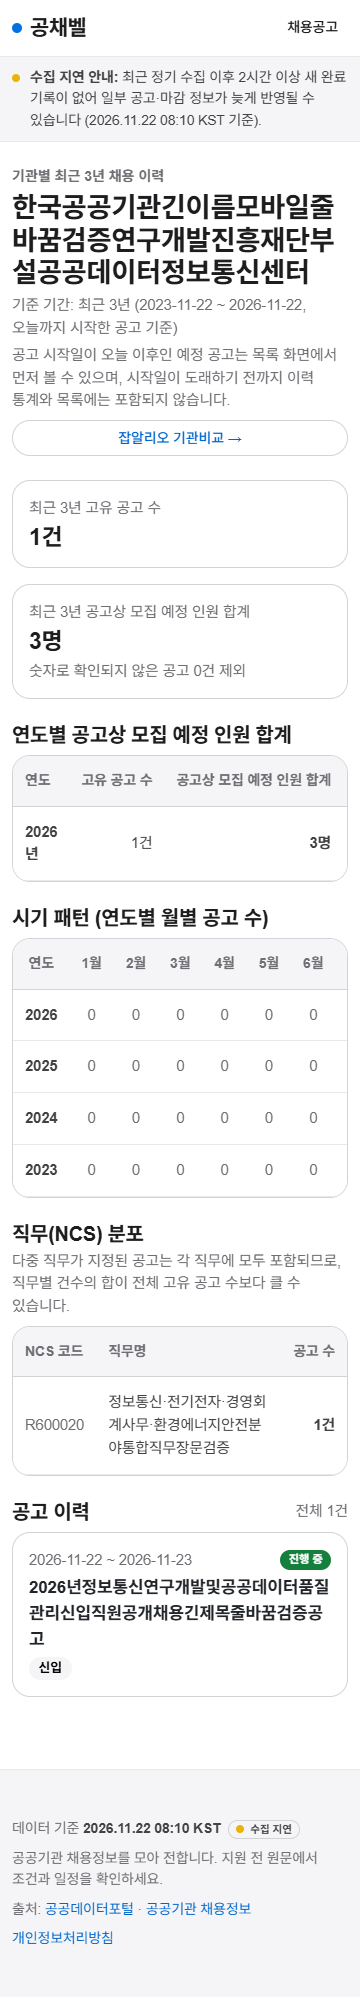 공채벨 채용공고
수집 지연 안내: 최근 정기 수집 이후 2시간 이상 새 완료
기록이 없어 일부 공고·마감 정보가 늦게 반영될 수
있습니다 (2026.11.22 08:10 KST 기준).
기관별 최근 3년 채용 이력
한국공공기관긴이름모바일줄
바꿈검증연구개발진흥재단부
설공공데이터정보통신센터
기준 기간: 최근 3년 (2023-11-22 ~ 2026-11-22,
오늘까지 시작한 공고 기준)
공고 시작일이 오늘 이후인 예정 공고는 목록 화면에서
먼저 볼 수 있으며, 시작일이 도래하기 전까지 이력
통계와 목록에는 포함되지 않습니다.
잡알리오 기관비교 →
최근 3년 고유 공고 수
1건
최근 3년 공고상 모집 예정 인원 합계
3명
숫자로 확인되지 않은 공고 0건 제외
연도별 공고상 모집 예정 인원 합계
연도 고유 공고 수 공고상 모집 예정 인원 합계
2026
년 1건 3명
시기 패턴 (연도별 월별 공고 수)
연도 1월 2월 3월 4월 5월 6월
2026 0 0 0 0 0 0
2025 0 0 0 0 0 0
2024 0 0 0 0 0 0
2023 0 0 0 0 0 0
직무(NCS) 분포
다중 직무가 지정된 공고는 각 직무에 모두 포함되므로,
직무별 건수의 합이 전체 고유 공고 수보다 클 수
있습니다.
NCS 코드 직무명 공고 수
정보통신·전기전자·경영회
R600020 계사무·환경에너지안전분 1건
야통합직무장문검증
공고 이력 전체 1건
2026-11-22 ~ 2026-11-23 진행 중
2026년정보통신연구개발및공공데이터품질
관리신입직원공개채용긴제목줄바꿈검증공
고
신입
데이터 기준 2026.11.22 08:10 KST 수집 지연
공공기관 채용정보를 모아 전합니다. 지원 전 원문에서
조건과 일정을 확인하세요.
출처: 공공데이터포털 · 공공기관 채용정보
개인정보처리방침